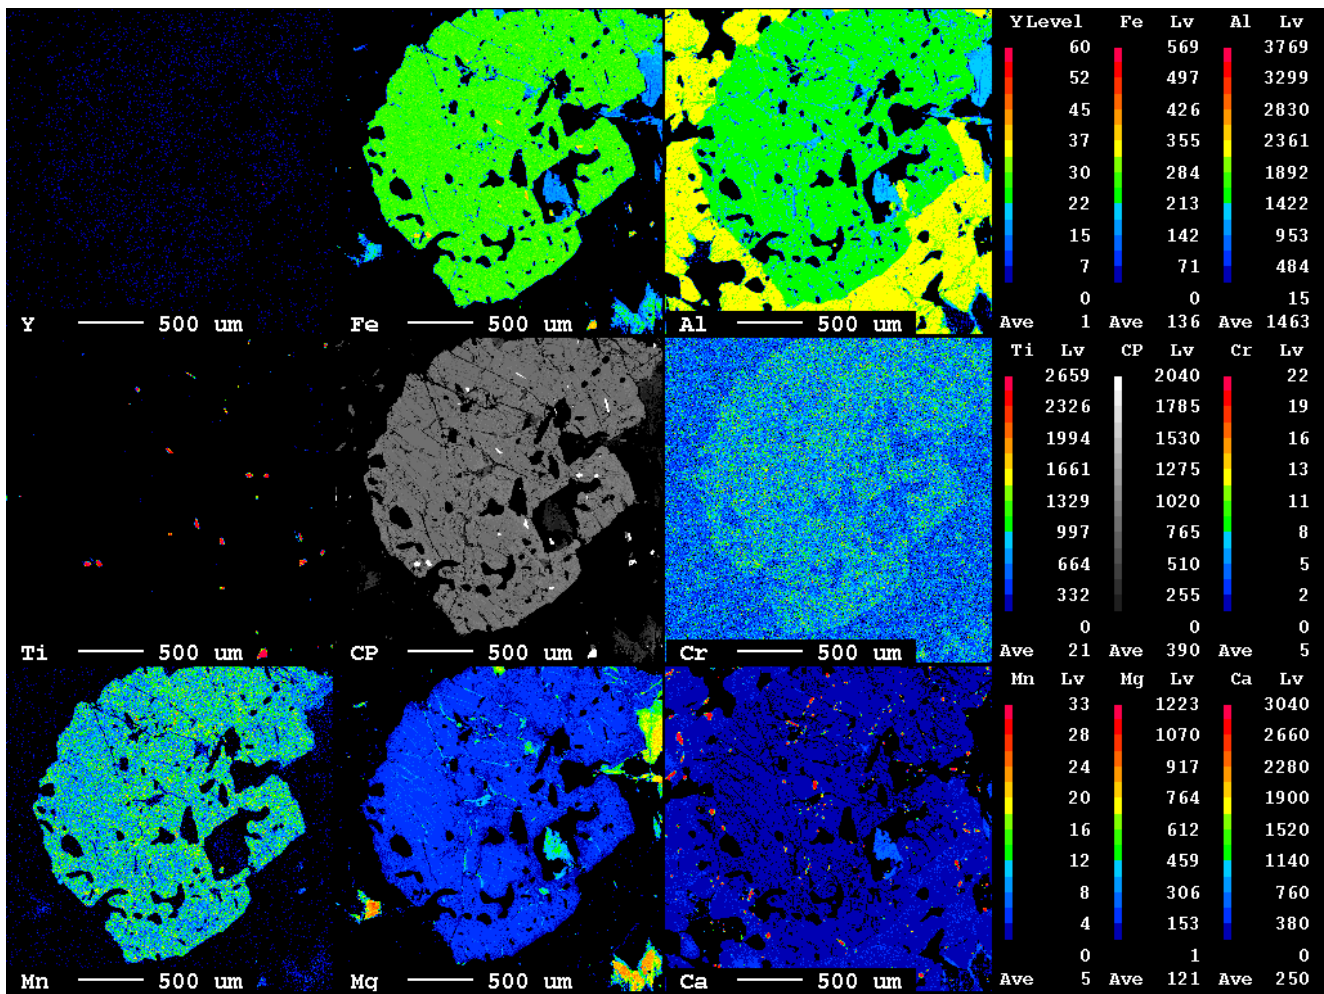 Y 500 um
Fe 500 um
Al 500 um
Y Level Fe Lv Al Lv
60 569 3769
52 497 3299
45 426 2830
37 355 2361
30 284 1892
22 213 1422
15 142 953
7 71 484
0 0 15
Ave 1 Ave 136 Ave 1463
Ti 500 um
CP 500 um
Cr 500 um
Ti Lv CP Lv Cr Lv
2659 2040 22
2326 1785 19
1994 1530 16
1661 1275 13
1329 1020 11
997 765 8
664 510 5
332 255 2
0 0 0
Ave 21 Ave 390 Ave 5
Mn 500 um
Mg 500 um
Ca 500 um
Mn Lv Mg Lv Ca Lv
33 1223 3040
28 1070 2660
24 917 2280
20 764 1900
16 612 1520
12 459 1140
8 306 760
4 153 380
0 1 0
Ave 5 Ave 121 Ave 250